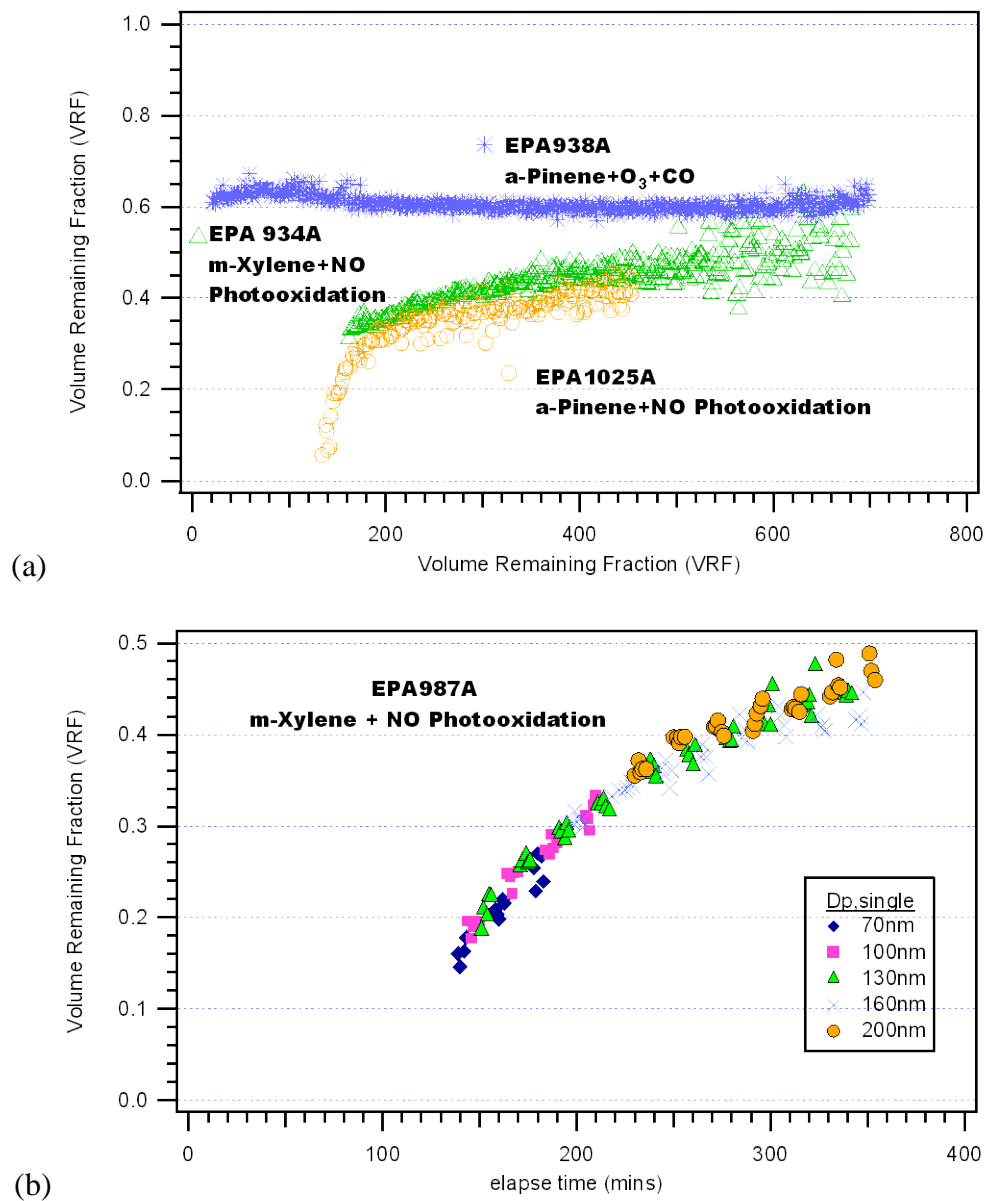 1.0
0.8
0.6
0.4
0.2
0.0
Volume Remaining Fraction (VRF)
EPA938A
a-Pinene+O₃+CO
EPA 934A
m-Xylene+NO
Photooxidation
EPA1025A
a-Pinene+NO Photooxidation
0 200 400 600 800
Volume Remaining Fraction (VRF)
(a)
0.5
0.4
0.3
0.2
0.1
0.0
Volume Remaining Fraction (VRF)
EPA987A
m-Xylene + NO Photooxidation
Dp,single
70nm
100nm
130nm
160nm
200nm
0 100 200 300 400
elapse time (mins)
(b)